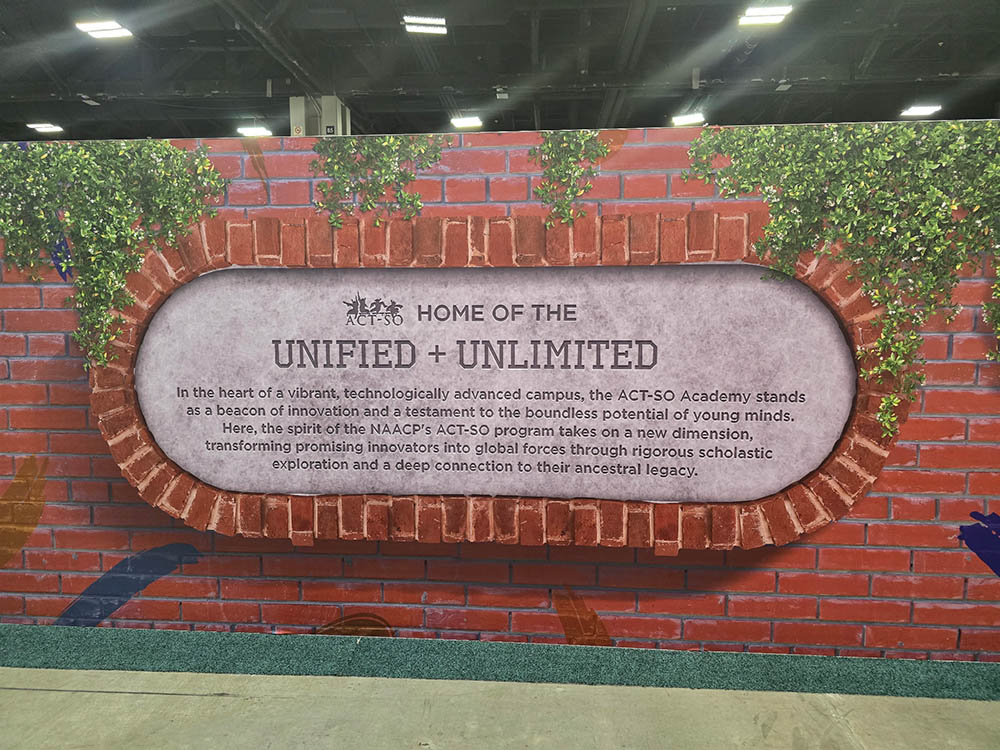 ACT-SO HOME OF THE
UNIFIED + UNLIMITED
In the heart of a vibrant, technologically advanced campus, the ACT-SO Academy stands
as a beacon of innovation and a testament to the boundless potential of young minds.
Here, the spirit of the NAACP's ACT-SO program takes on a new dimension,
transforming promising innovators into global forces through rigorous scholastic
exploration and a deep connection to their ancestral legacy.